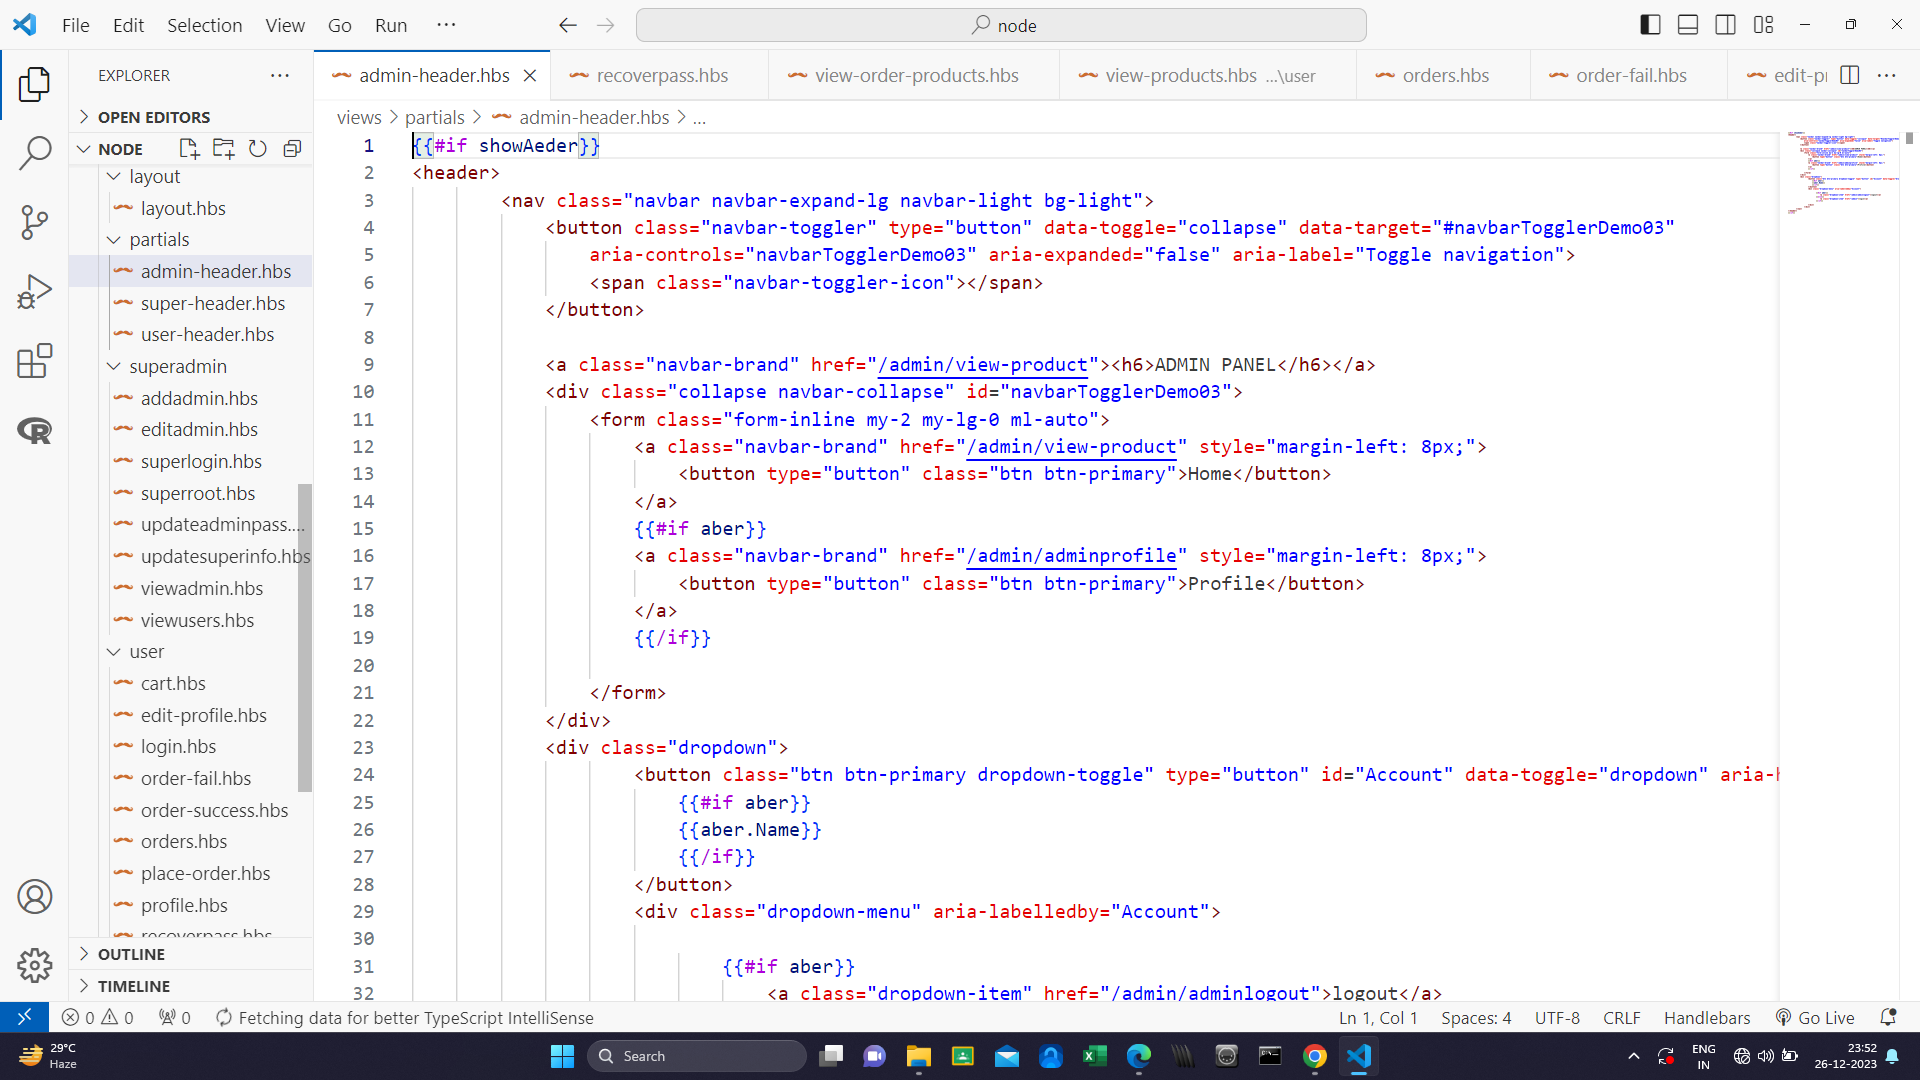 File Edit Selection View Go Run ···
node
EXPLORER ···
OPEN EDITORS
NODE
layout
layout.hbs
partials
admin-header.hbs
super-header.hbs
user-header.hbs
superadmin
addadmin.hbs
editadmin.hbs
superlogin.hbs
superroot.hbs
updateadminpass....
updatesuperinfo.hbs
viewadmin.hbs
viewusers.hbs
user
cart.hbs
edit-profile.hbs
login.hbs
order-fail.hbs
order-success.hbs
orders.hbs
place-order.hbs
profile.hbs
recoverpass.hbs
OUTLINE
TIMELINE
admin-header.hbs recoverpass.hbs view-order-products.hbs view-products.hbs ...\user orders.hbs order-fail.hbs edit-pr ···
views > partials > admin-header.hbs > ...
1 {{#if showAeder}}
2 <header>
3 <nav class="navbar navbar-expand-lg navbar-light bg-light">
4 <button class="navbar-toggler" type="button" data-toggle="collapse" data-target="#navbarTogglerDemo03"
5 aria-controls="navbarTogglerDemo03" aria-expanded="false" aria-label="Toggle navigation">
6 <span class="navbar-toggler-icon"></span>
7 </button>
8
9 <a class="navbar-brand" href="/admin/view-product"><h6>ADMIN PANEL</h6></a>
10 <div class="collapse navbar-collapse" id="navbarTogglerDemo03">
11 <form class="form-inline my-2 my-lg-0 ml-auto">
12 <a class="navbar-brand" href="/admin/view-product" style="margin-left: 8px;">
13 <button type="button" class="btn btn-primary">Home</button>
14 </a>
15 {{#if aber}}
16 <a class="navbar-brand" href="/admin/adminprofile" style="margin-left: 8px;">
17 <button type="button" class="btn btn-primary">Profile</button>
18 </a>
19 {{/if}}
20
21 </form>
22 </div>
23 <div class="dropdown">
24 <button class="btn btn-primary dropdown-toggle" type="button" id="Account" data-toggle="dropdown" aria-h
25 {{#if aber}}
26 {{aber.Name}}
27 {{/if}}
28 </button>
29 <div class="dropdown-menu" aria-labelledby="Account">
30
31 {{#if aber}}
32 <a class="dropdown-item" href="/admin/adminlogout">logout</a>
0 0 0 Fetching data for better TypeScript IntelliSense Ln 1, Col 1 Spaces: 4 UTF-8 CRLF Handlebars Go Live
29°C
Haze
Search
ENG
IN
23:52
26-12-2023